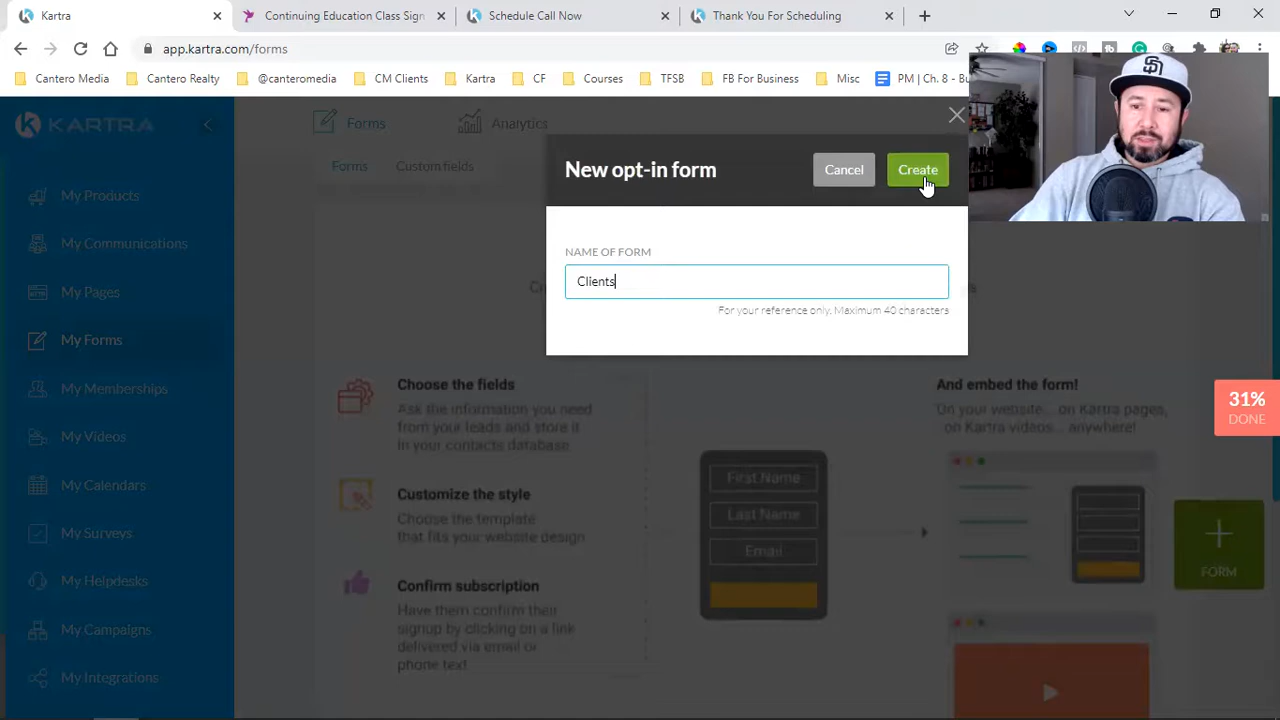 Kartra
Continuing Education Class Sign
Schedule Call Now
Thank You For Scheduling
app.kartra.com/forms
Cantero Media
Cantero Realty
@canteromedia
CM Clients
Kartra
CF
Courses
TFSB
FB For Business
Misc
PM | Ch. 8 - Bu
KARTRA
Forms
Analytics
Forms
Custom fields
New opt-in form
Cancel
Create
NAME OF FORM
Clients
For your reference only. Maximum 40 characters
My Products
My Communications
My Pages
My Forms
My Memberships
My Videos
My Calendars
My Surveys
My Helpdesks
My Campaigns
My Integrations
Choose the fields
Ask the information you need
from your leads and store it
in your contacts database
Customize the style
Choose the template
that fits your website design
Confirm subscription
Have them confirm their
signup by clicking on a link
delivered via email or
phone text
First Name
Last Name
Email
And embed the form!
On your website... on Kartra pages,
on Kartra videos... anywhere!
31%
DONE
FORM